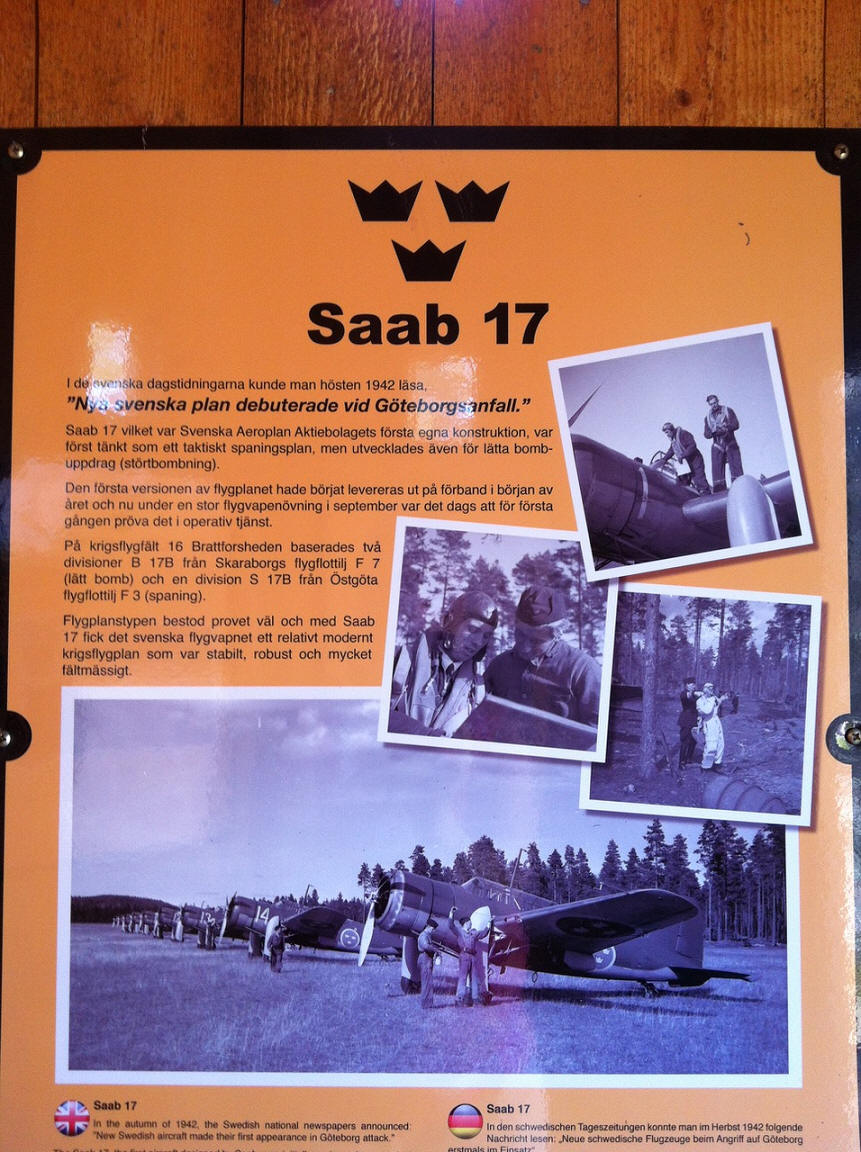 Saab 17
I de svenska dagstidningarna kunde man hösten 1942 läsa,
”Nya svenska plan debuterade vid Göteborgsanfall.”
Saab 17 vilket var Svenska Aeroplan Aktiebolagets första egna konstruktion, var
först tänkt som ett taktiskt spaningsplan, men utvecklades även för lätta bomb-
uppdrag (störtbombning).
Den första versionen av flygplanet hade börjat levereras ut på förband i början av
året och nu under en stor flygvapenövning i september var det dags att för första
gången pröva det i operativ tjänst.
På krigsflygfält 16 Brattforsheden baserades två
divisioner B 17B från Skaraborgs flygflottilj F 7
(lätt bomb) och en division S 17B från Östgöta
flygflottilj F 3 (spaning).
Flygplanstypen bestod provet väl och med Saab
17 fick det svenska flygvapnet ett relativt modernt
krigsflygplan som var stabilt, robust och mycket
fältmässigt.
13
14
Saab 17
In the autumn of 1942, the Swedish national newspapers announced:
"New Swedish aircraft made their first appearance in Göteborg attack."
Saab 17
In den schwedischen Tageszeitungen konnte man im Herbst 1942 folgende
Nachricht lesen: „Neue schwedische Flugzeuge beim Angriff auf Göteborg
erstmals im Einsatz“.